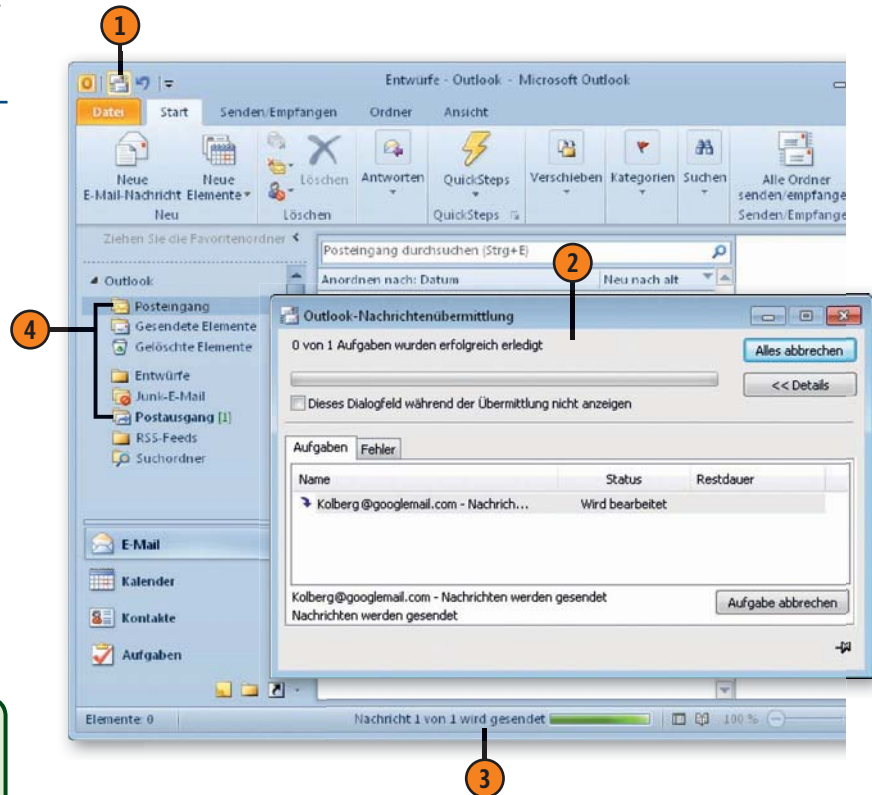 1
Entwürfe - Outlook - Microsoft Outlook
Datei Start Senden/Empfangen Ordner Ansicht
Neue E-Mail-Nachricht
Neue Elemente
Löschen
Antworten
QuickSteps
Verschieben
Kategorien
Suchen
Alle Ordner senden/empfange
Neu
Löschen
QuickSteps
Senden/Empfange
Ziehen Sie die Favoritenordner
Posteingang durchsuchen (Strg+E)
2
Outlook
Anordnen nach: Datum
Neu nach alt
4
Posteingang
Gesendete Elemente
Gelöschte Elemente
Entwürfe
Junk-E-Mail
Postausgang [1]
RSS-Feeds
Suchordner
Outlook-Nachrichtenübermittlung
0 von 1 Aufgaben wurden erfolgreich erledigt
Alles abbrechen
<< Details
Dieses Dialogfeld während der Übermittlung nicht anzeigen
Aufgaben Fehler
Name Status Restdauer
Kolberg@googlemail.com - Nachrich... Wird bearbeitet
Kolberg@googlemail.com - Nachrichten werden gesendet
Nachrichten werden gesendet
Aufgabe abbrechen
E-Mail
Kalender
Kontakte
Aufgaben
Elemente: 0
Nachricht 1 von 1 wird gesendet
100 %
3